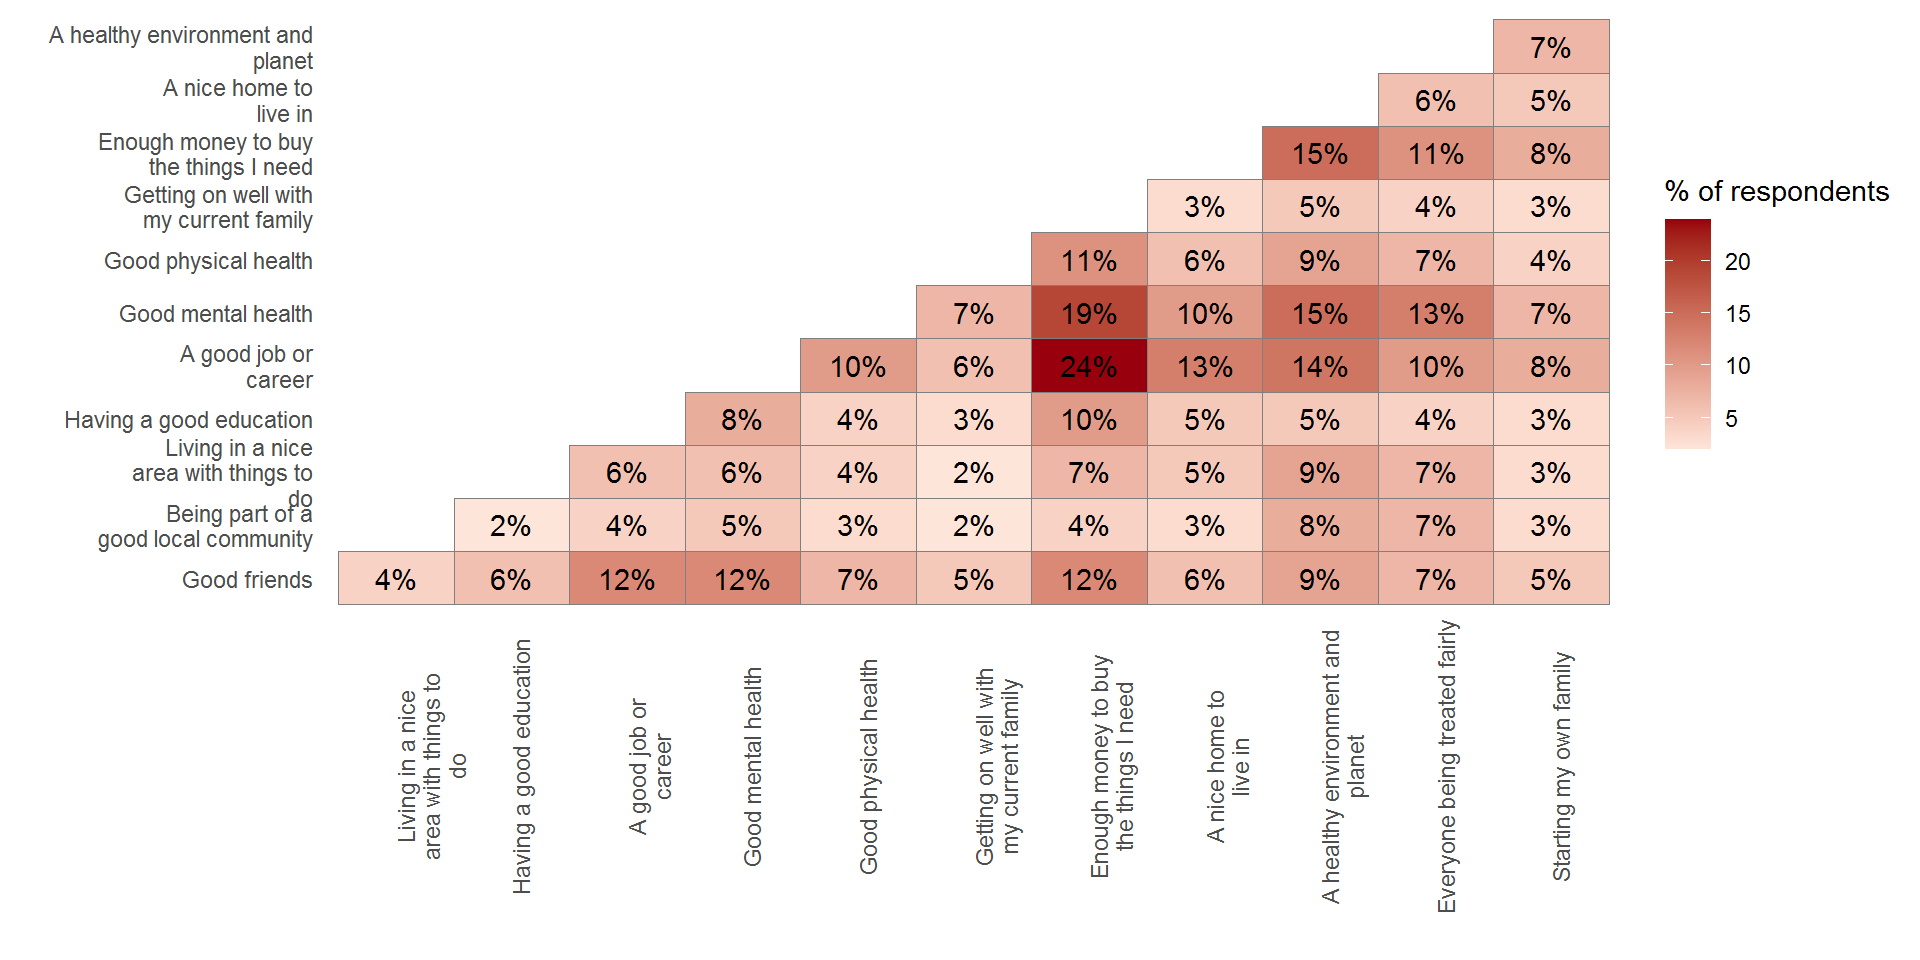 A healthy environment and
planet
7%
A nice home to
live in
6% 5%
Enough money to buy
the things I need
15% 11% 8%
Getting on well with
my current family
3% 5% 4% 3%
Good physical health
11% 6% 9% 7% 4%
Good mental health
7% 19% 10% 15% 13% 7%
A good job or
career
10% 6% 24% 13% 14% 10% 8%
Having a good education
8% 4% 3% 10% 5% 5% 4% 3%
Living in a nice
area with things to
do
6% 6% 4% 2% 7% 5% 9% 7% 3%
Being part of a
good local community
2% 4% 5% 3% 2% 4% 3% 8% 7% 3%
Good friends
4% 6% 12% 12% 7% 5% 12% 6% 9% 7% 5%
Living in a nice
area with things to
do
Having a good education
A good job or
career
Good mental health
Good physical health
Getting on well with
my current family
Enough money to buy
the things I need
A nice home to
live in
A healthy environment and
planet
Everyone being treated fairly
Starting my own family
% of respondents
20
15
10
5